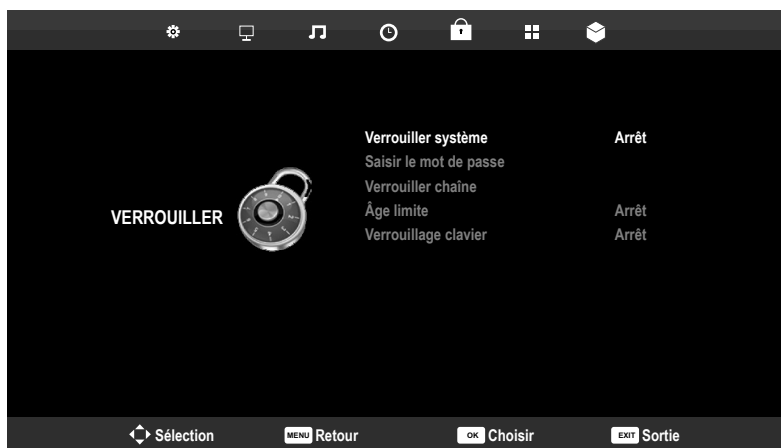 Verrouiller système Arrêt
Saisir le mot de passe
Verrouiller chaîne
VERROUILLER
Âge limite Arrêt
Verrouillage clavier Arrêt
Sélection MENU Retour OK Choisir EXIT Sortie